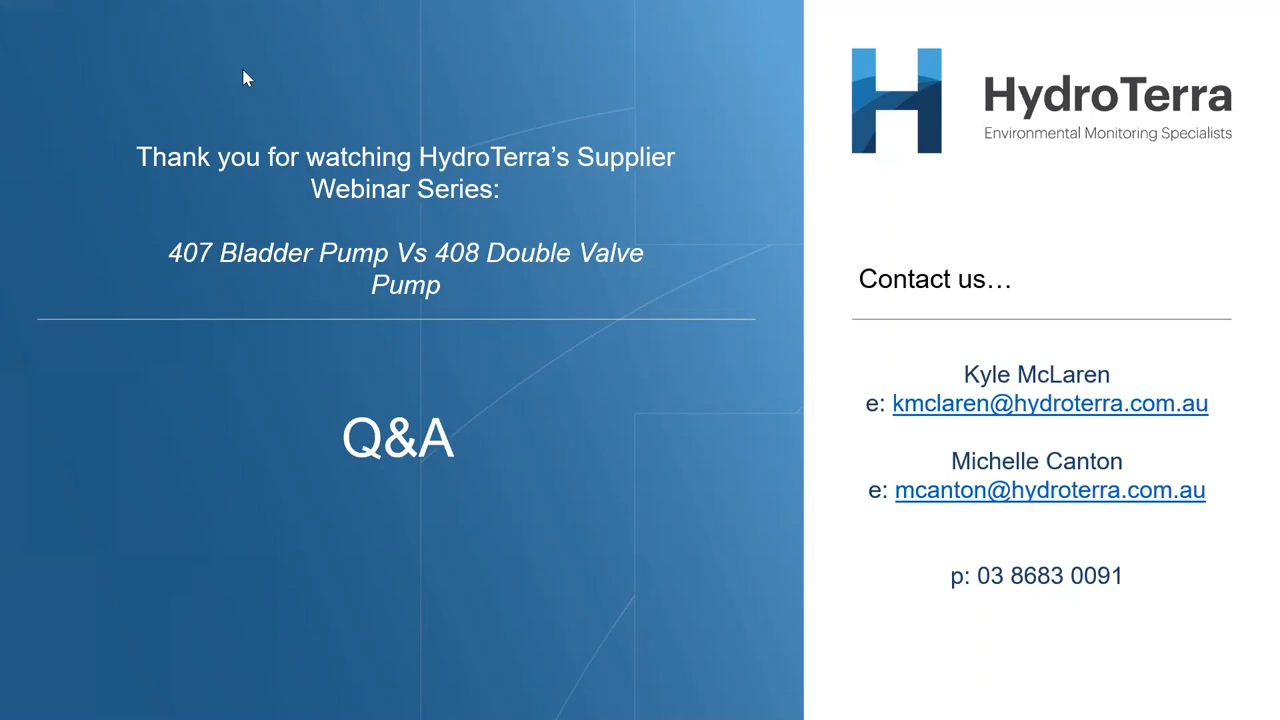 Thank you for watching HydroTerra’s Supplier
Webinar Series:
407 Bladder Pump Vs 408 Double Valve
Pump
Q&A
HydroTerra
Environmental Monitoring Specialists
Contact us…
Kyle McLaren
e: kmclaren@hydroterra.com.au
Michelle Canton
e: mcanton@hydroterra.com.au
p: 03 8683 0091